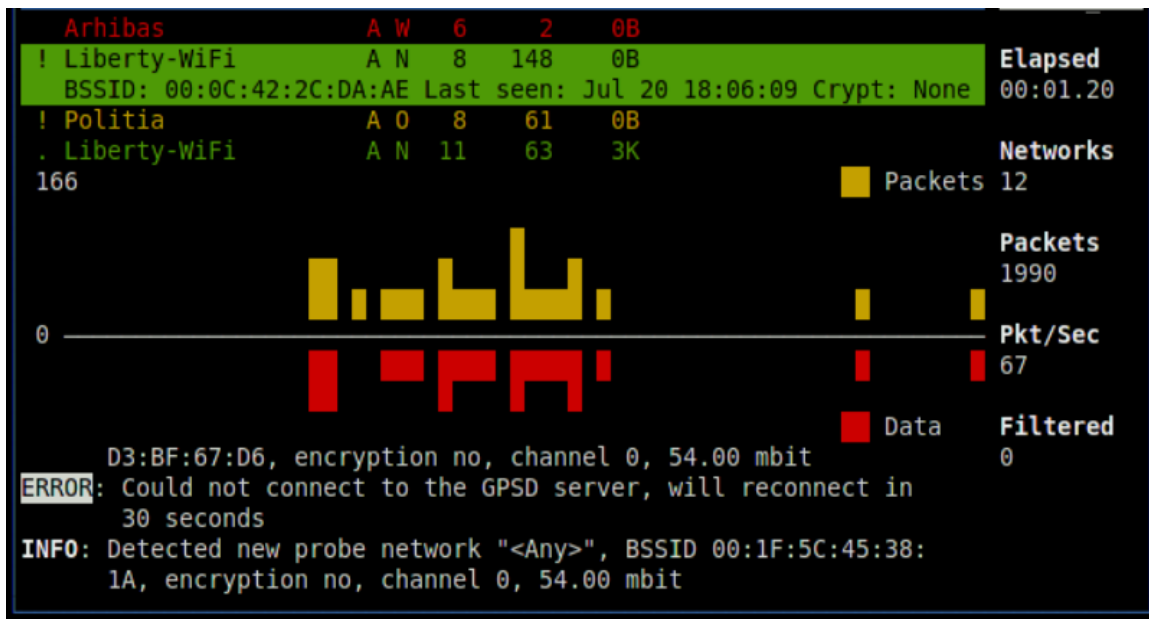 Arhibas A W 6 2 0B
! Liberty-WiFi A N 8 148 0B
BSSID: 00:0C:42:2C:DA:AE Last seen: Jul 20 18:06:09 Crypt: None
! Politia A O 8 61 0B
. Liberty-WiFi A N 11 63 3K
166
Packets
0
Data
D3:BF:67:D6, encryption no, channel 0, 54.00 mbit
ERROR: Could not connect to the GPSD server, will reconnect in
30 seconds
INFO: Detected new probe network "<Any>", BSSID 00:1F:5C:45:38:
1A, encryption no, channel 0, 54.00 mbit
Elapsed
00:01.20
Networks
12
Packets
1990
Pkt/Sec
67
Filtered
0